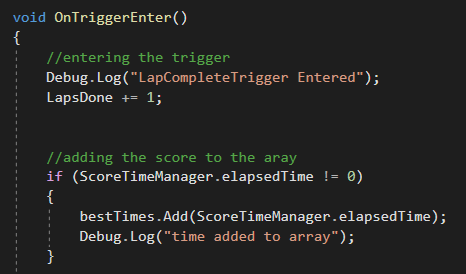 void OnTriggerEnter()
{
//entering the trigger
Debug.Log("LapCompleteTrigger Entered");
LapsDone += 1;
//adding the score to the aray
if (ScoreTimeManager.elapsedTime != 0)
{
bestTimes.Add(ScoreTimeManager.elapsedTime);
Debug.Log("time added to array");
}